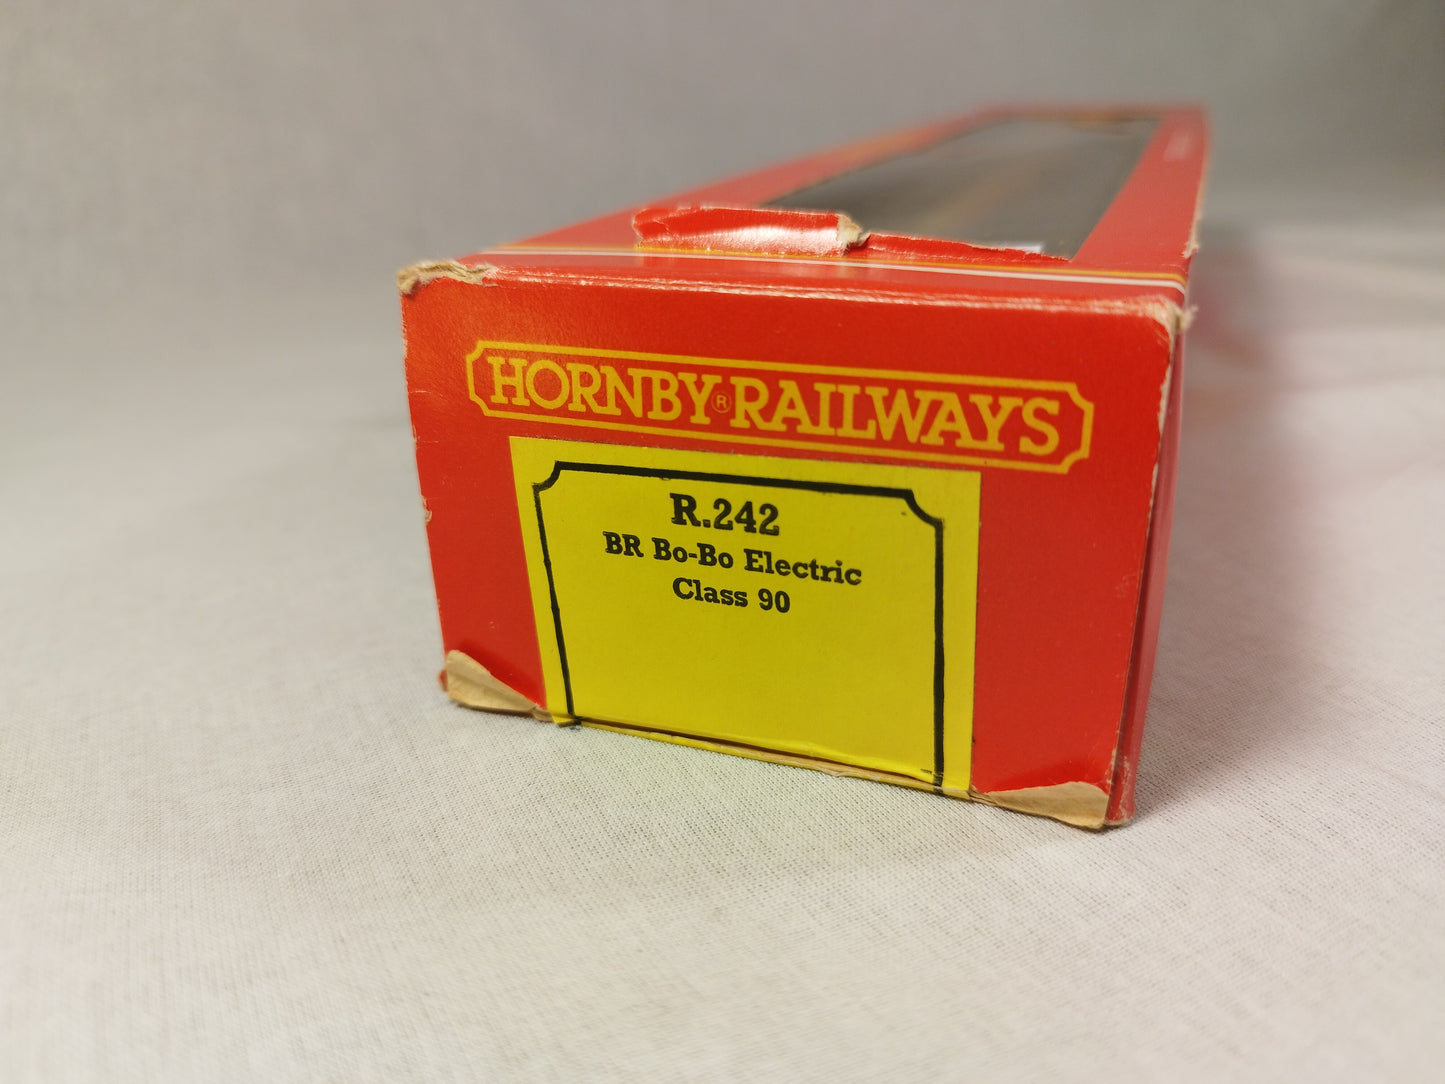 HORNBY® RAILWAYS
R.242
BR Bo-Bo Electric
Class 90